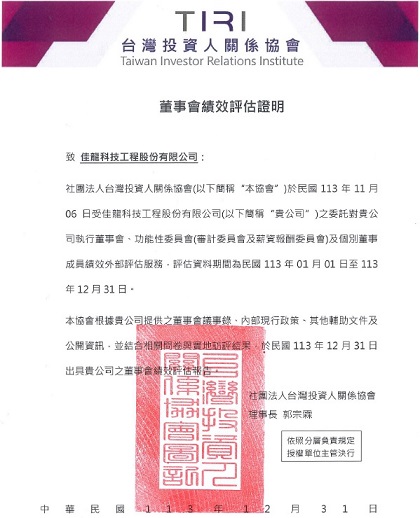 TIRI
台灣投資人關係協會
Taiwan Investor Relations Institute
董事會績效評估證明
致 佳龍科技工程股份有限公司：
社團法人台灣投資人關係協會(以下簡稱“本協會”)於民國 113 年 11 月
06 日受佳龍科技工程股份有限公司(以下簡稱“貴公司”)之委託對貴公
司執行董事會、功能性委員會(審計委員會及薪資報酬委員會)及個別董事
成員績效外部評估服務，評估資料期間為民國 113 年 01 月 01 日至 113
年 12 月 31 日。
本協會根據貴公司提供之董事會議事錄、內部現行政策、其他輔助文件及
公開資訊，並結合相關問卷與實地訪評結果，於民國 113 年 12 月 31 日
出具貴公司之董事會績效評估報告。
社團法人台灣投資人關係協會
理事長 郭宗霖
依照分層負責規定
授權單位主管決行
台灣投資人
關係協會圖記
中華民國113年12月31日